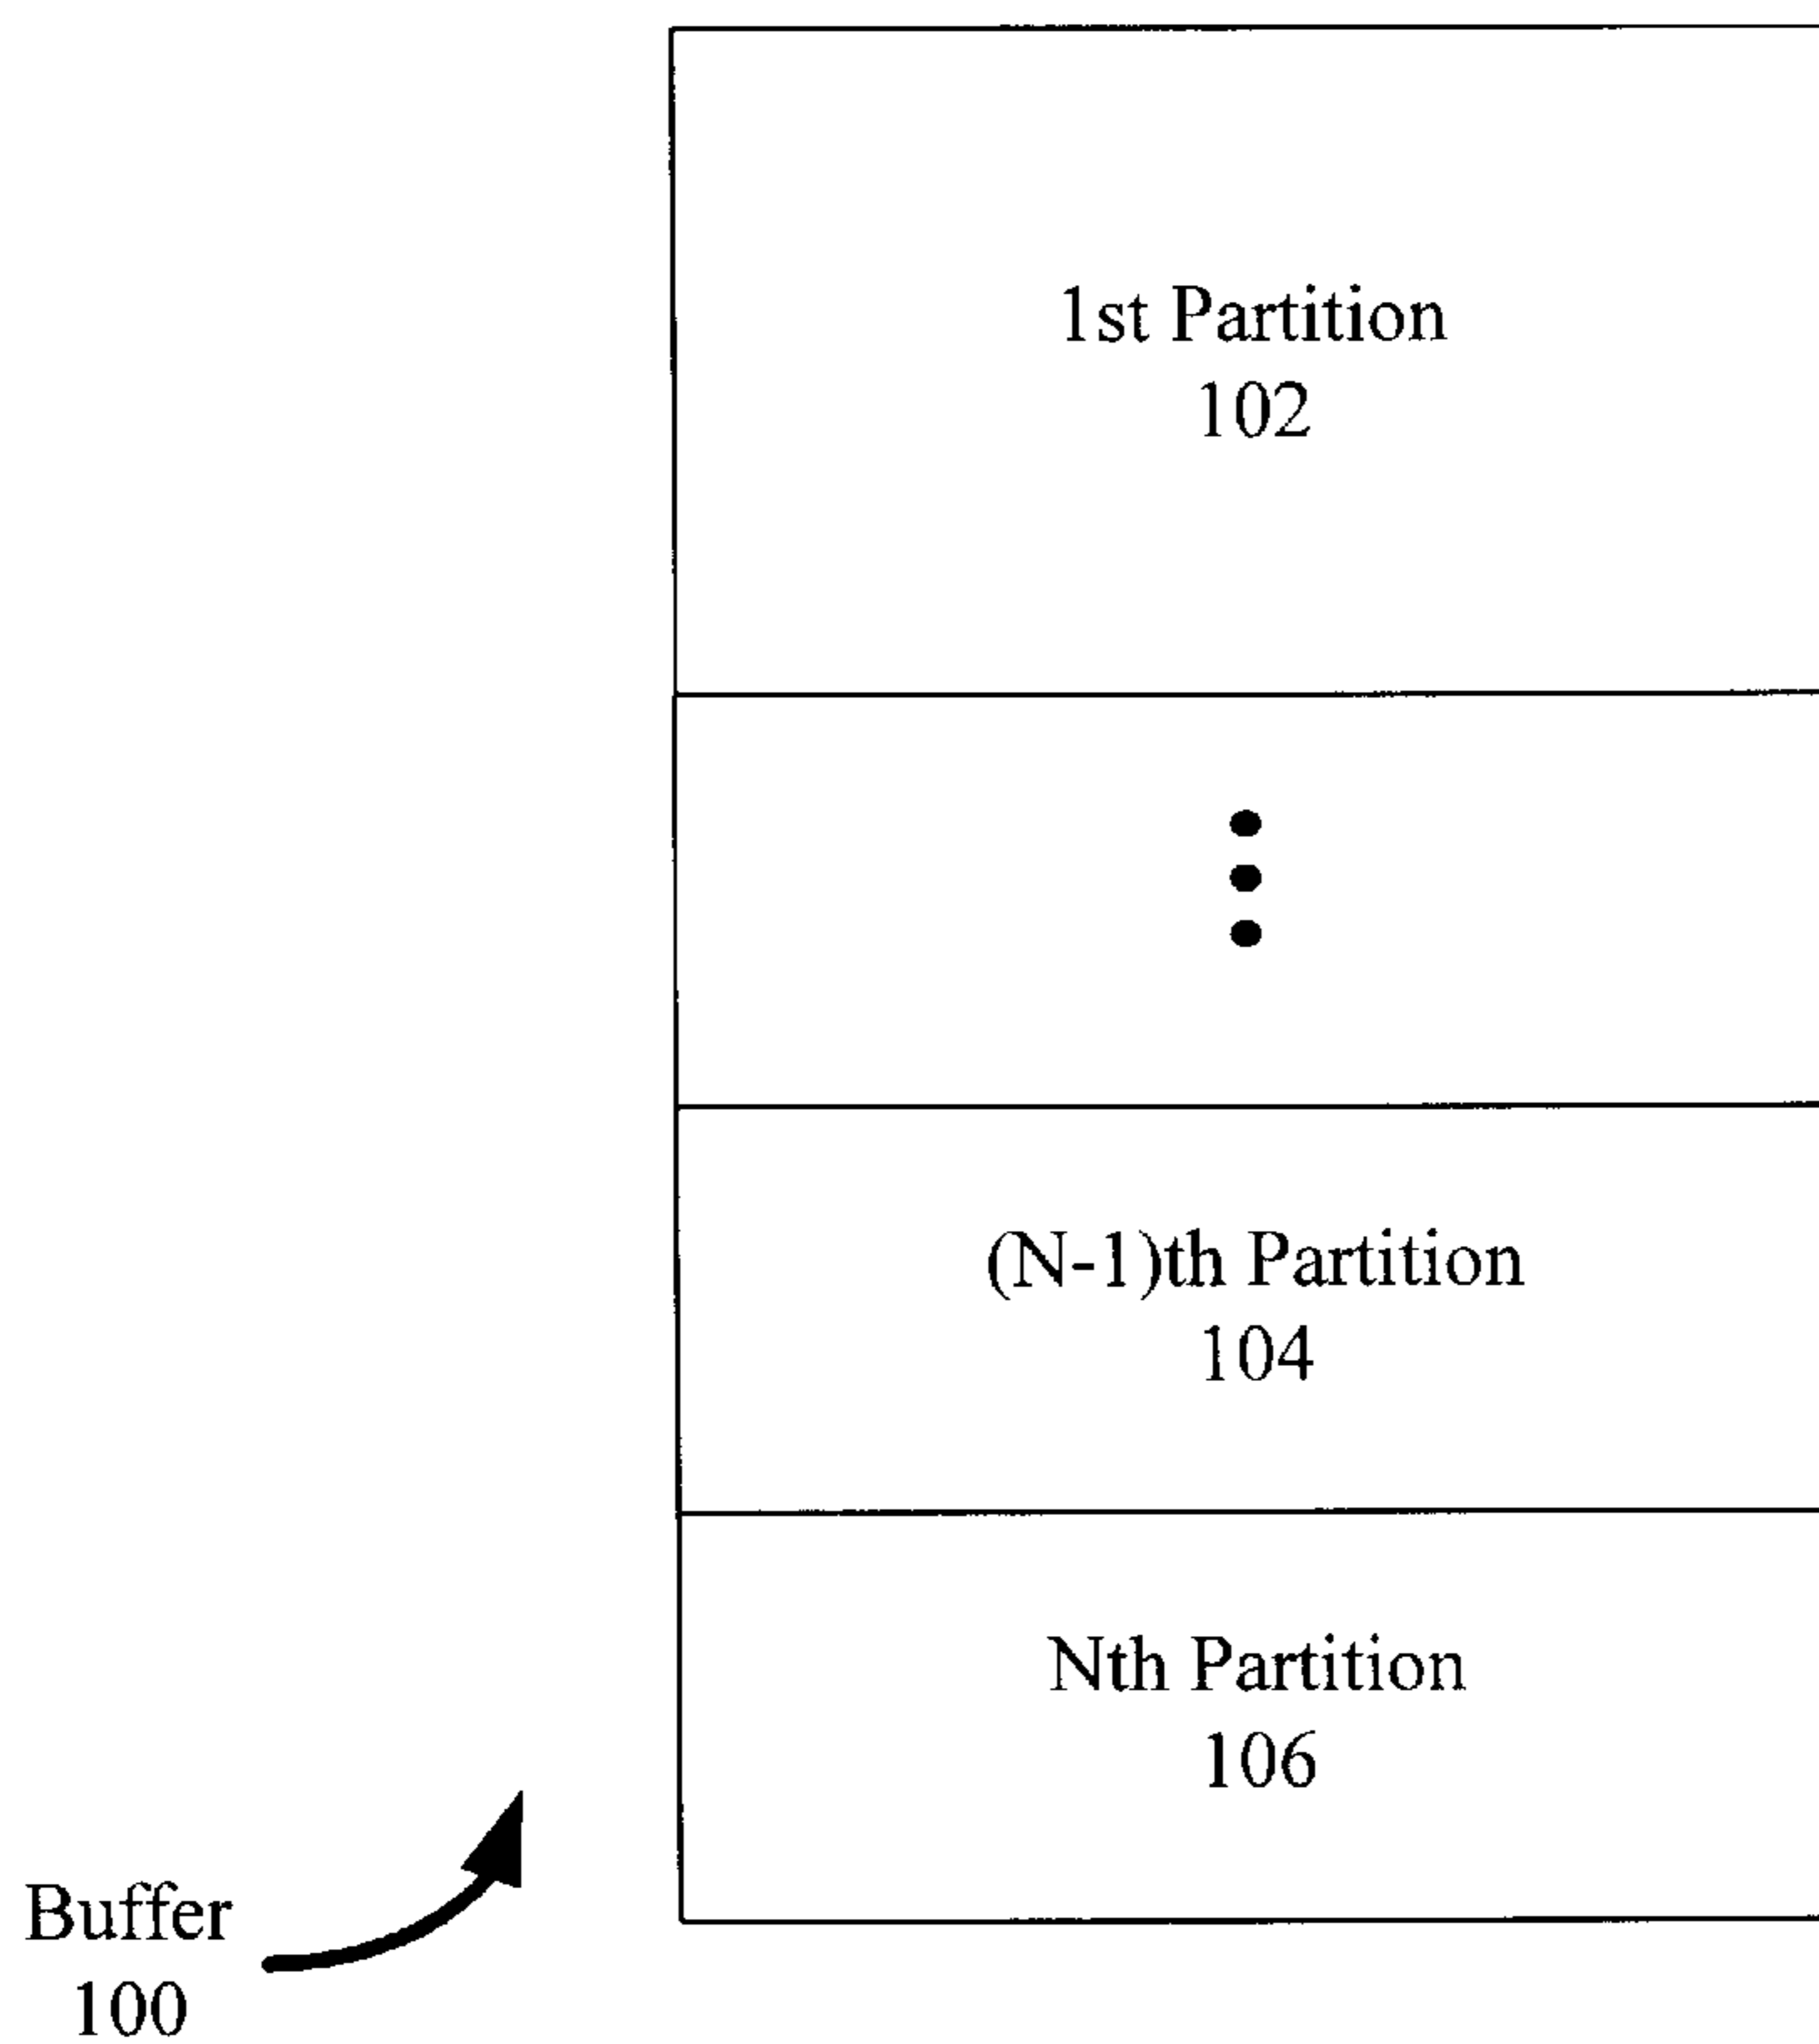 1st Partition
102
(N-1)th Partition
104
Nth Partition
106
Buffer
100